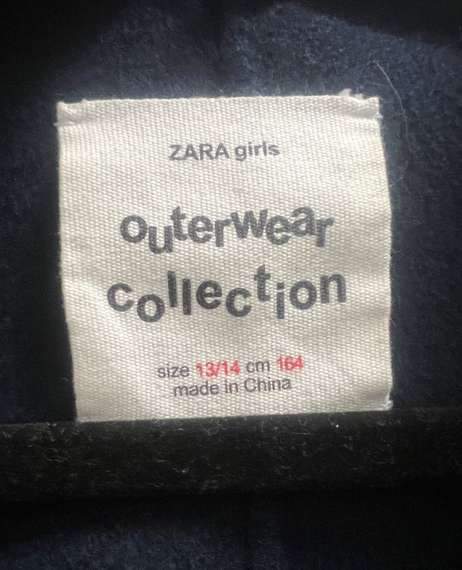 ZARA girls
outerwear
collection
size 13/14 cm 164
made in China